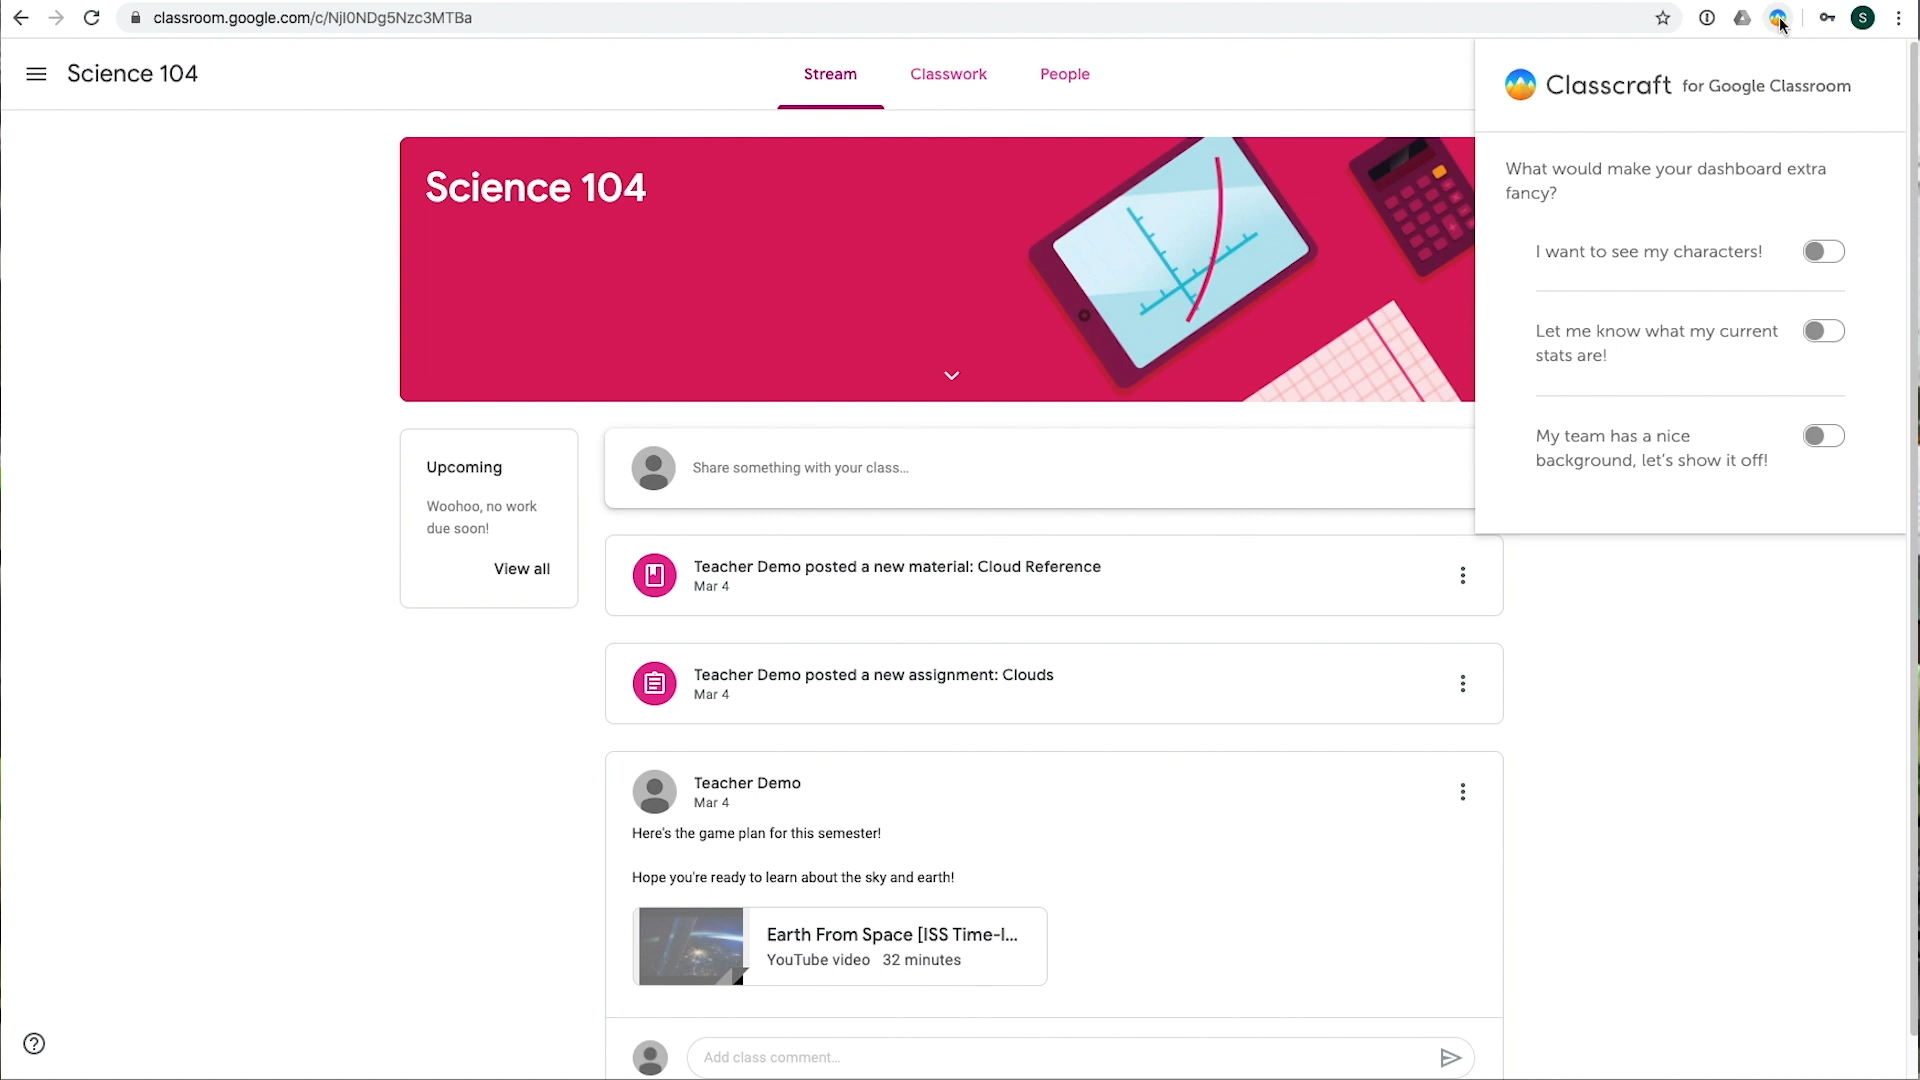 classroom.google.com/c/NjI0NDg5Nzc3MTBa
S
Science 104
Stream
Classwork
People
Classcraft for Google Classroom
What would make your dashboard extra
fancy?
I want to see my characters!
Let me know what my current
stats are!
My team has a nice
background, let's show it off!
Science 104
Upcoming
Woohoo, no work
due soon!
View all
Share something with your class...
Teacher Demo posted a new material: Cloud Reference
Mar 4
Teacher Demo posted a new assignment: Clouds
Mar 4
Teacher Demo
Mar 4
Here's the game plan for this semester!
Hope you're ready to learn about the sky and earth!
Earth From Space [ISS Time-l...
YouTube video 32 minutes
Add class comment...